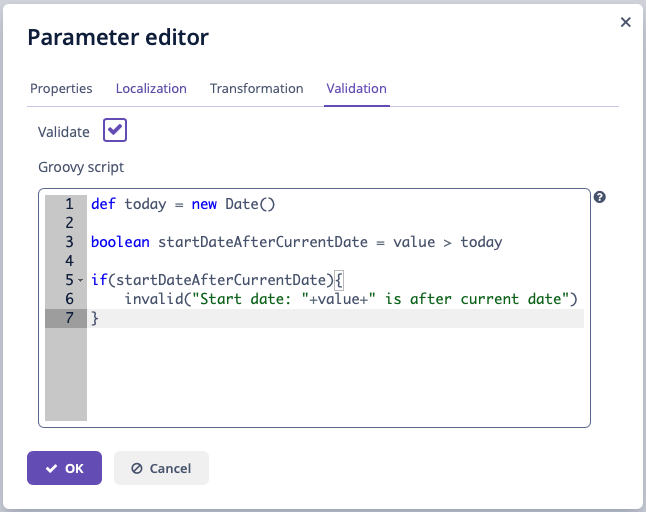 Parameter editor
Properties Localization Transformation Validation
Validate
Groovy script
1 def today = new Date()
2
3 boolean startDateAfterCurrentDate = value > today
4
5 if(startDateAfterCurrentDate){
6     invalid("Start date: "+value+" is after current date")
7 }
OK Cancel